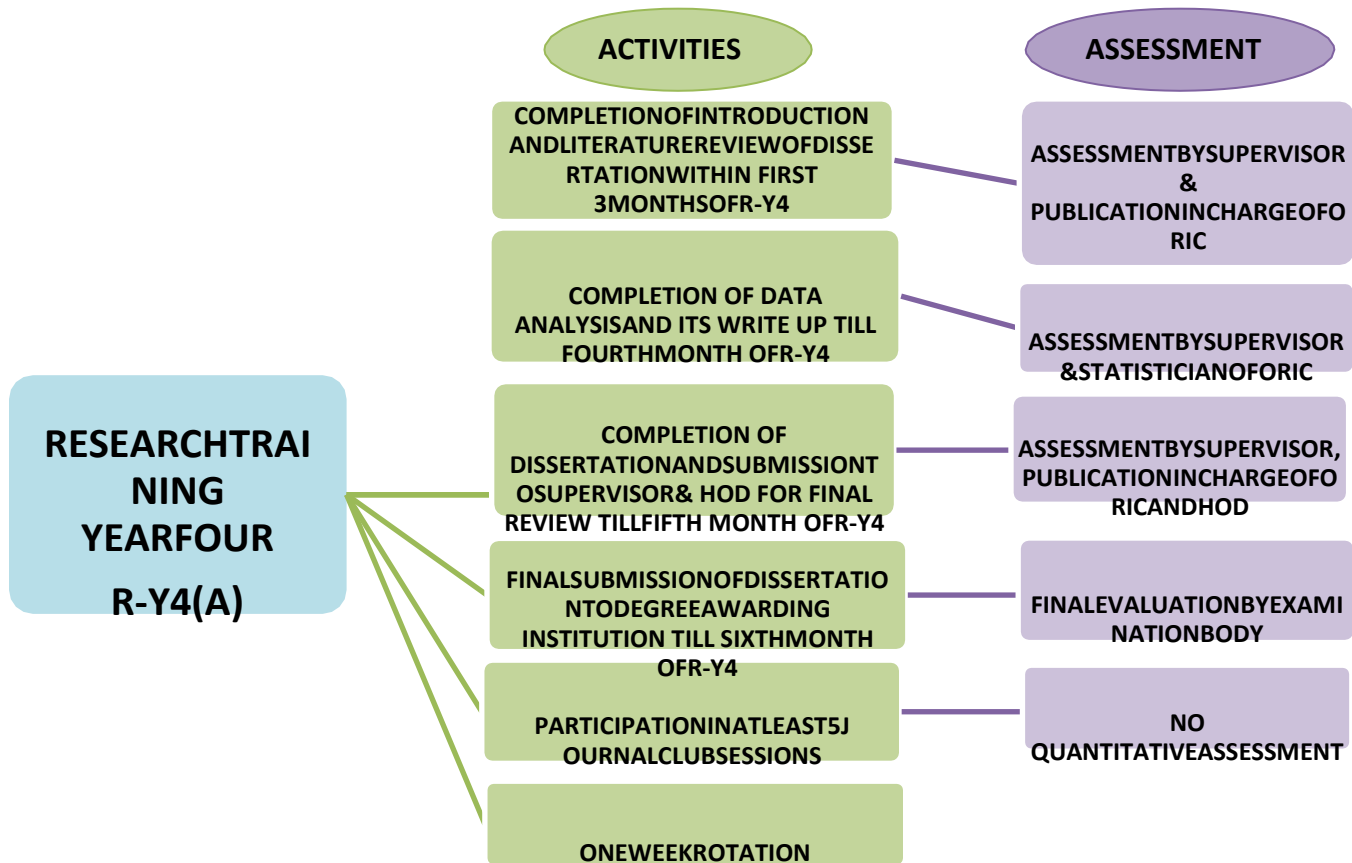 ACTIVITIES
ASSESSMENT
COMPLETIONOFINTRODUCTION
ANDLITERATUREREVIEWOFDISSE
RTATIONWITHIN FIRST
3MONTHSOFR-Y4
ASSESSMENTBYSUPERVISOR
&
PUBLICATIONINCHARGEOFO
RIC
COMPLETION OF DATA
ANALYSISAND ITS WRITE UP TILL
FOURTHMONTH OFR-Y4
ASSESSMENTBYSUPERVISOR
&STATISTICIANOFORIC
RESEARCHTRAI
NING
YEARFOUR
R-Y4(A)
COMPLETION OF
DISSERTATIONANDSUBMISSIONT
OSUPERVISOR& HOD FOR FINAL
REVIEW TILLFIFTH MONTH OFR-Y4
ASSESSMENTBYSUPERVISOR,
PUBLICATIONINCHARGEOFO
RICANDHOD
FINALSUBMISSIONOFDISSERTATIO
NTODEGREEAWARDING
INSTITUTION TILL SIXTHMONTH
OFR-Y4
FINALEVALUATIONBYEXAMI
NATIONBODY
PARTICIPATIONINATLEAST5J
OURNALCLUBSESSIONS
NO
QUANTITATIVEASSESSMENT
ONEWEEKROTATION